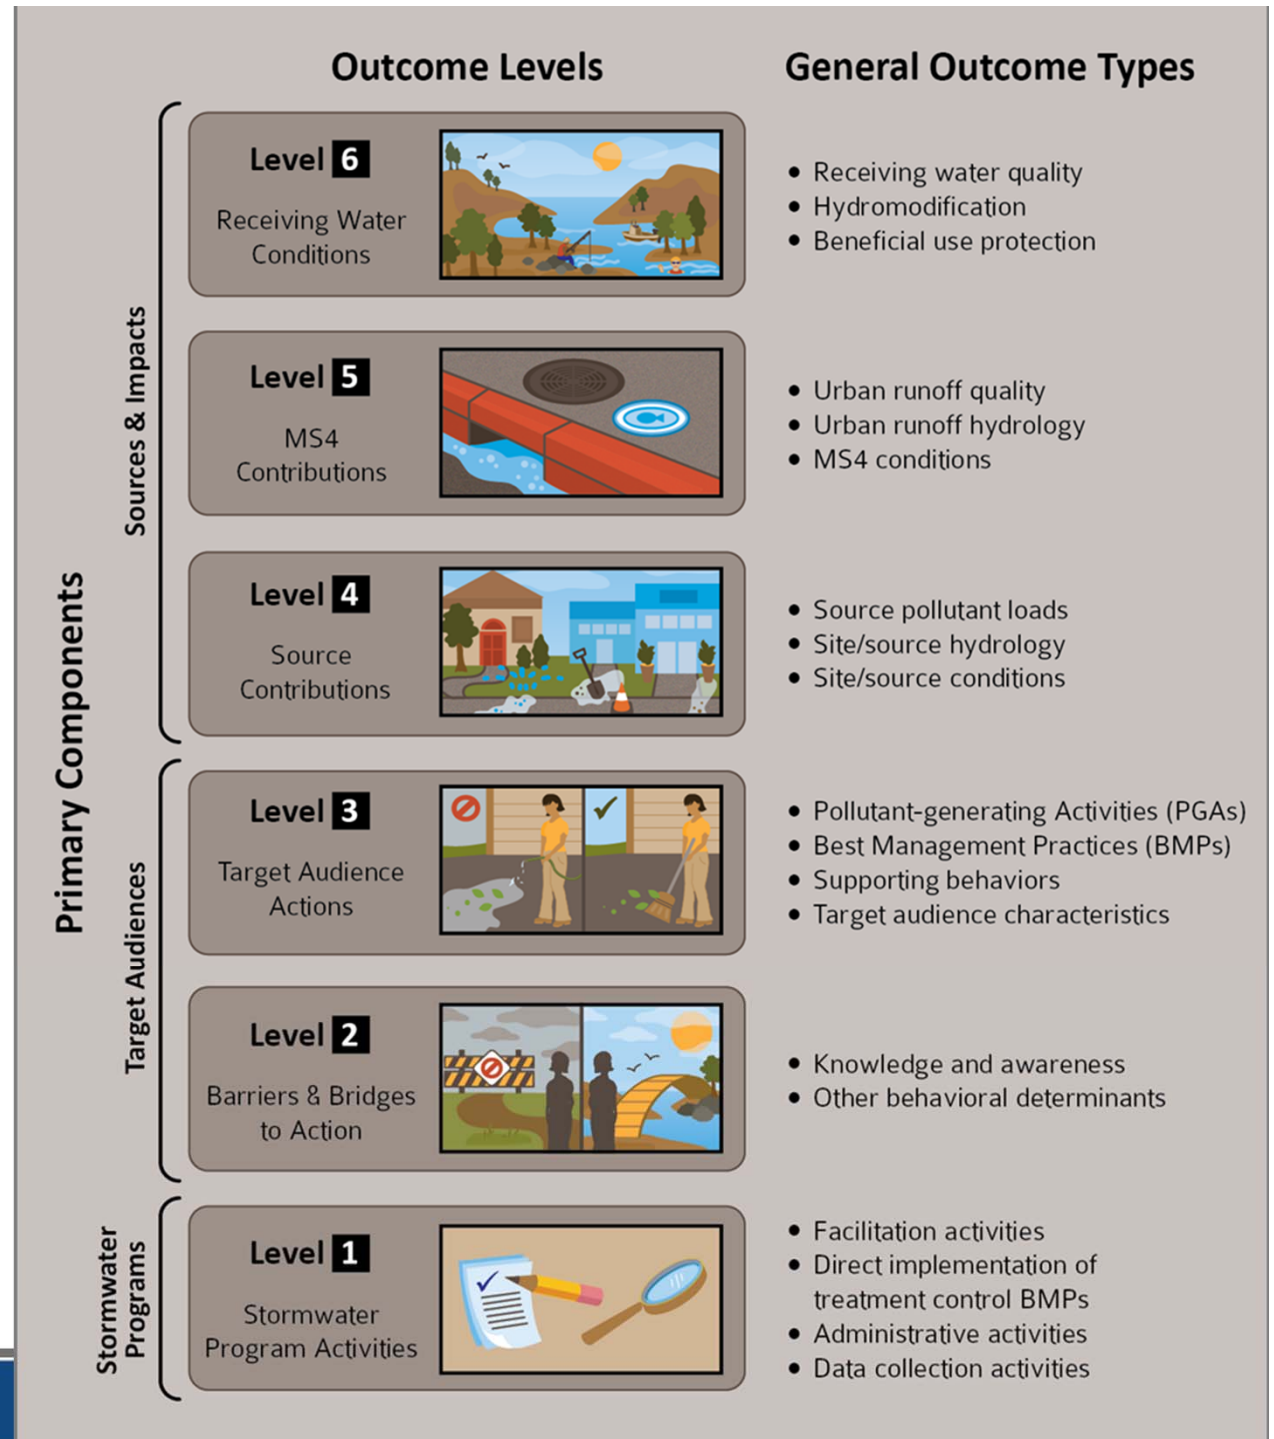 Outcome Levels
General Outcome Types
Primary Components
Sources & Impacts
Level 6
Receiving Water
Conditions
• Receiving water quality
• Hydromodification
• Beneficial use protection
Level 5
MS4
Contributions
• Urban runoff quality
• Urban runoff hydrology
• MS4 conditions
Level 4
Source
Contributions
• Source pollutant loads
• Site/source hydrology
• Site/source conditions
Target Audiences
Level 3
Target Audience
Actions
• Pollutant-generating Activities (PGAs)
• Best Management Practices (BMPs)
• Supporting behaviors
• Target audience characteristics
Level 2
Barriers & Bridges
to Action
• Knowledge and awareness
• Other behavioral determinants
Stormwater
Programs
Level 1
Stormwater
Program Activities
• Facilitation activities
• Direct implementation of
treatment control BMPs
• Administrative activities
• Data collection activities